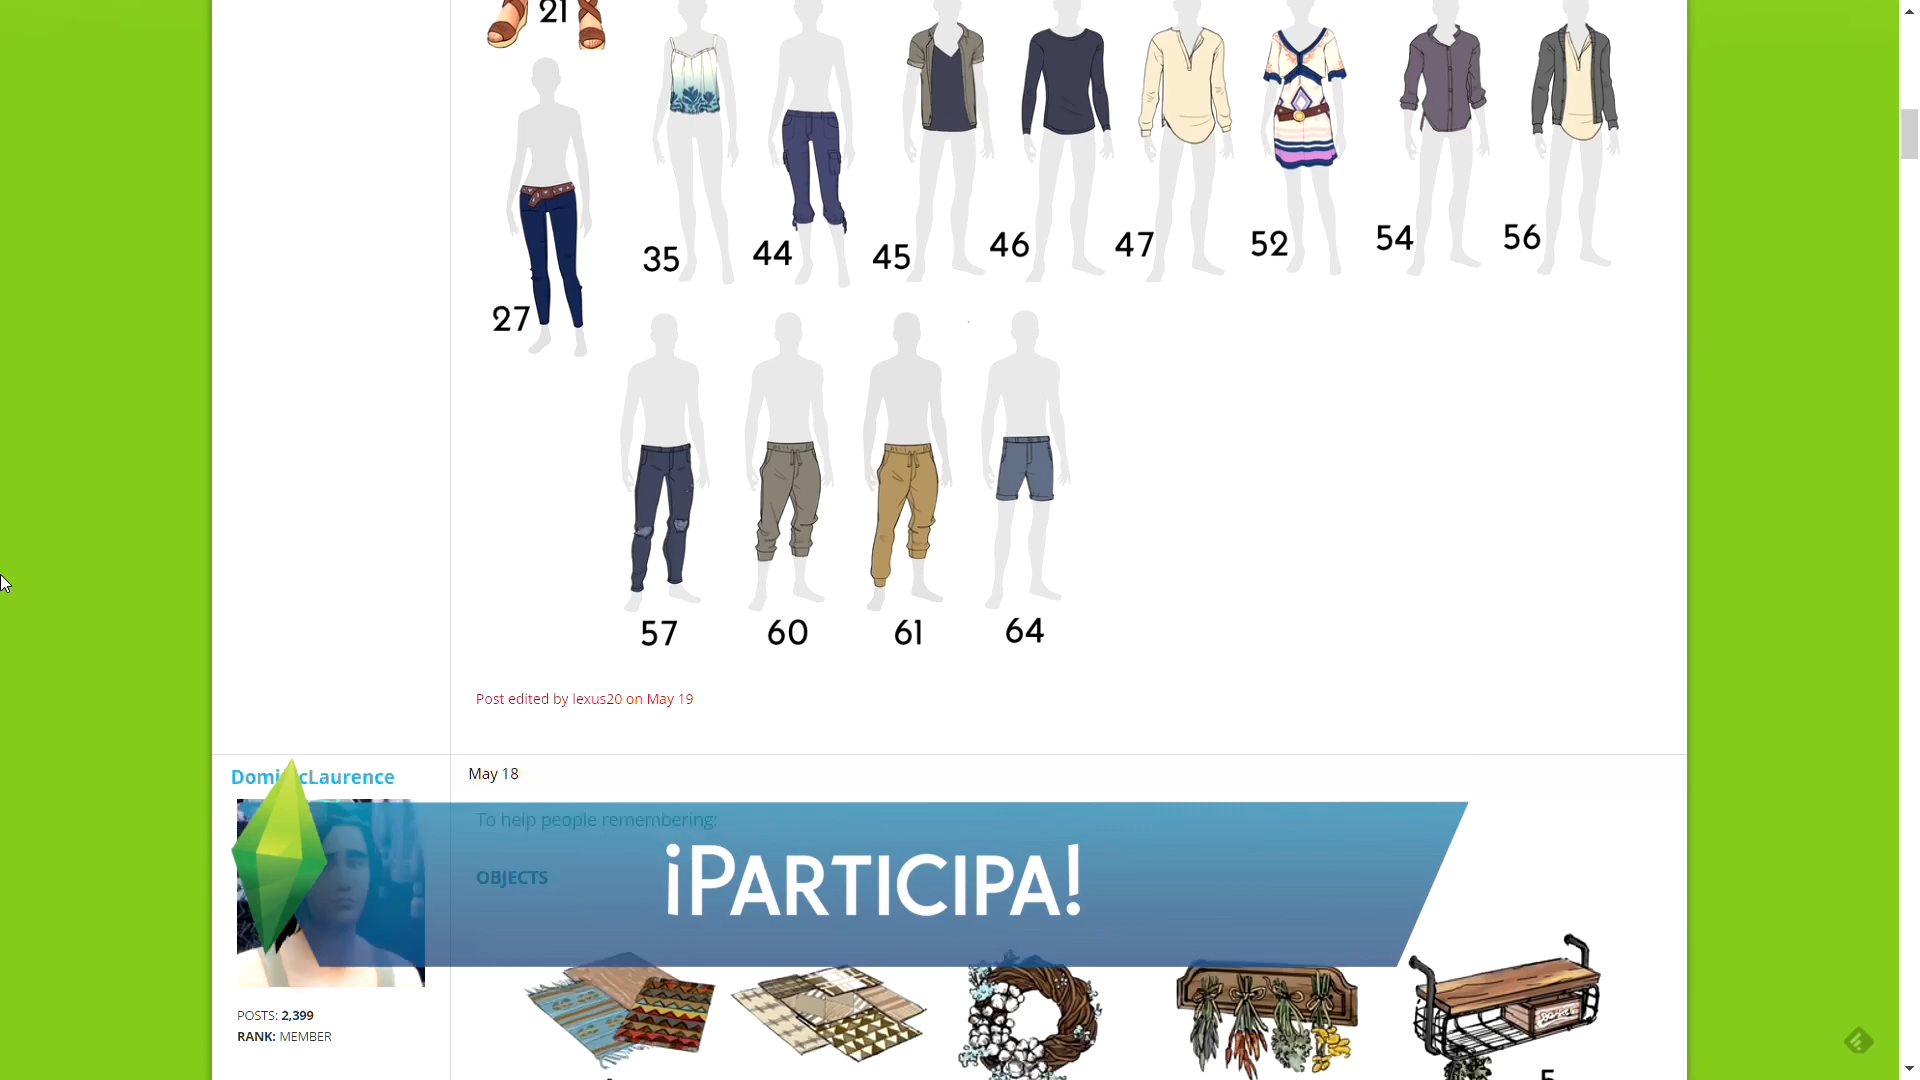 21
27
35
44
45
46
47
52
54
56
57
60
61
64
Post edited by lexus20 on May 19
May 18
To help people remembering:
OBJECTS
¡PARTICIPA!
POSTS: 2,399
RANK: MEMBER
5